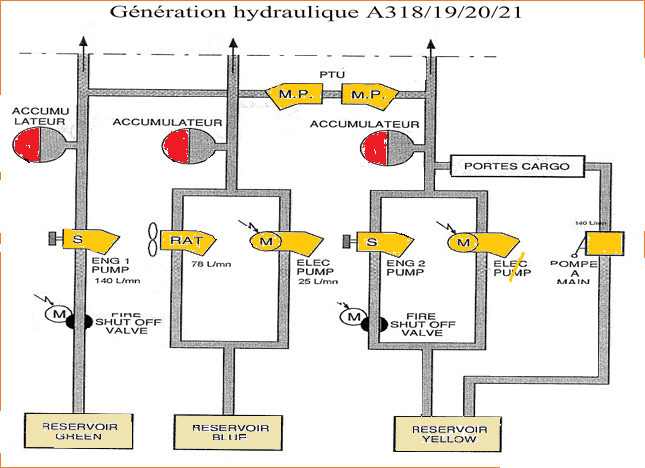 Génération hydraulique A318/19/20/21
PTU
M.P.
M.P.
ACCUMU
LATEUR
ACCUMULATEUR
ACCUMULATEUR
PORTES CARGO
140 L/mn
S
RAT
M
S
M
ENG 1
PUMP
140 L/mn
78 L/mn
ELEC
PUMP
25 L/mn
ENG 2
PUMP
ELEC
PUMP
POMPE
A
MAIN
M
FIRE
SHUT OFF
VALVE
M
FIRE
SHUT OFF
VALVE
RESERVOIR
GREEN
RESERVOIR
BLUE
RESERVOIR
YELLOW